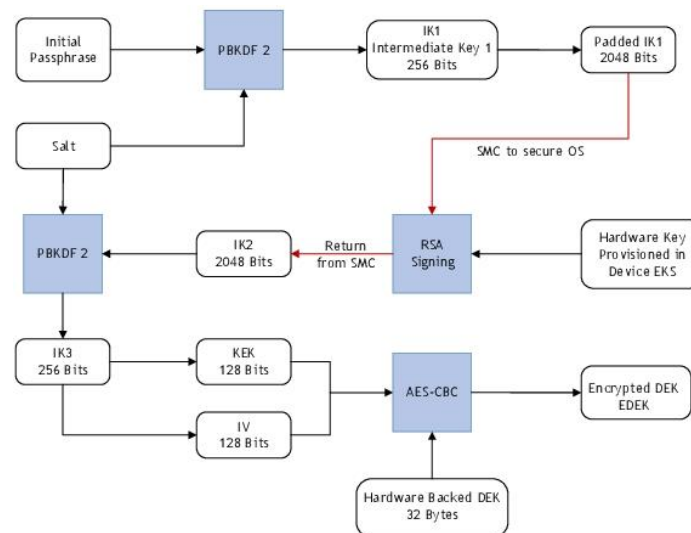 Initial
Passphrase
PBKDF 2
IK1
Intermediate Key 1
256 Bits
Padded IK1
2048 Bits
Salt
SMC to secure OS
PBKDF 2
IK2
2048 Bits
Return
from SMC
RSA
Signing
Hardware Key
Provisioned in
Device EKS
IK3
256 Bits
KEK
128 Bits
AES-CBC
Encrypted DEK
EDEK
IV
128 Bits
Hardware Backed DEK
32 Bytes